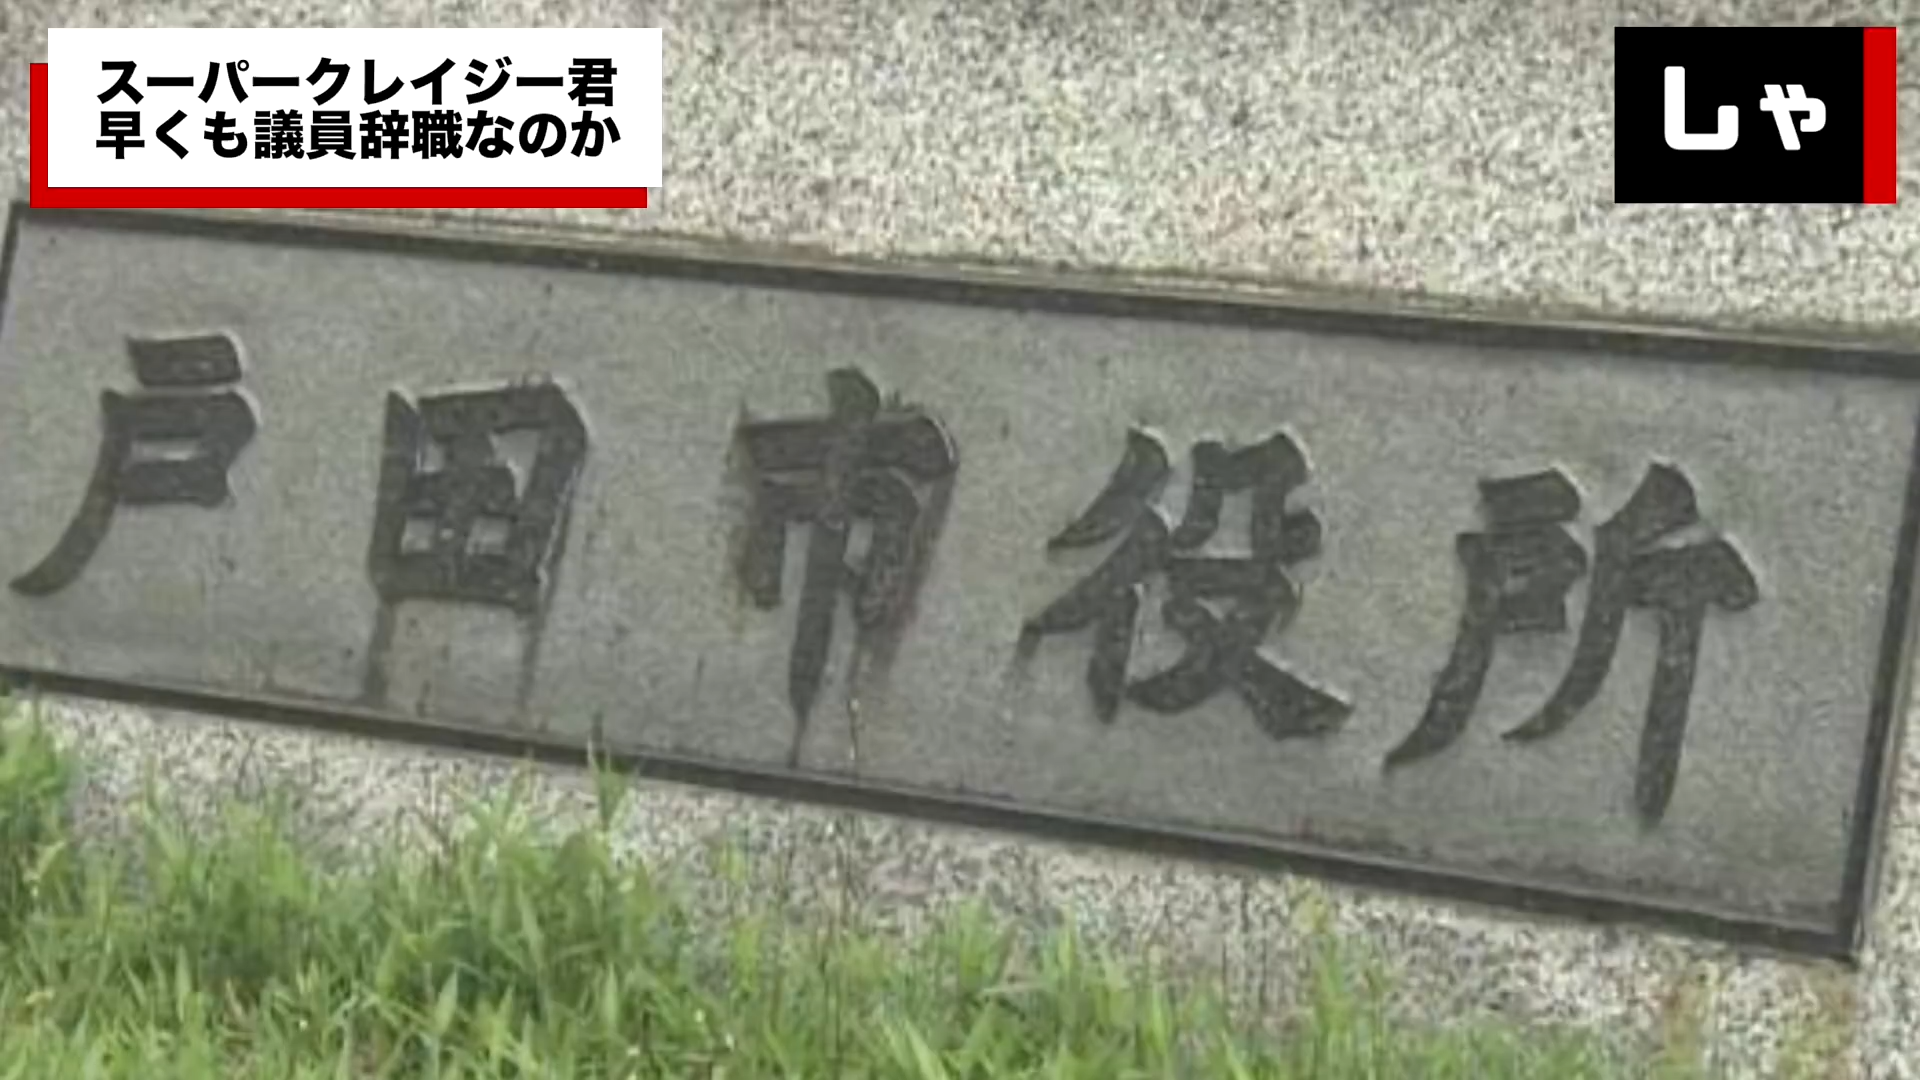 スーパークレイジー君
早くも議員辞職なのか
しゃ
戸田市役所